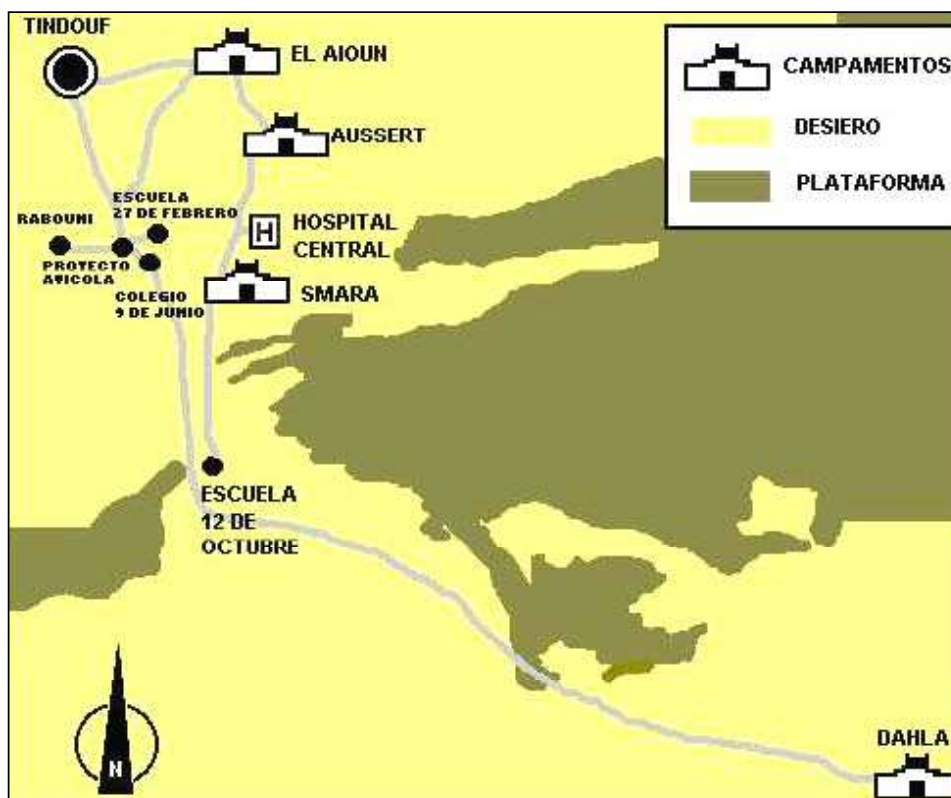 TINDOUF
EL AIOUN
AUSSERT
ESCUELA
27 DE FEBRERO
RABOUNI
PROYECTO
AVICOLA
COLEGIO
9 DE JUNIO
H
HOSPITAL
CENTRAL
SMARA
ESCUELA
12 DE
OCTUBRE
DAHLA
N
CAMPAMENTOS
DESIERO
PLATAFORMA